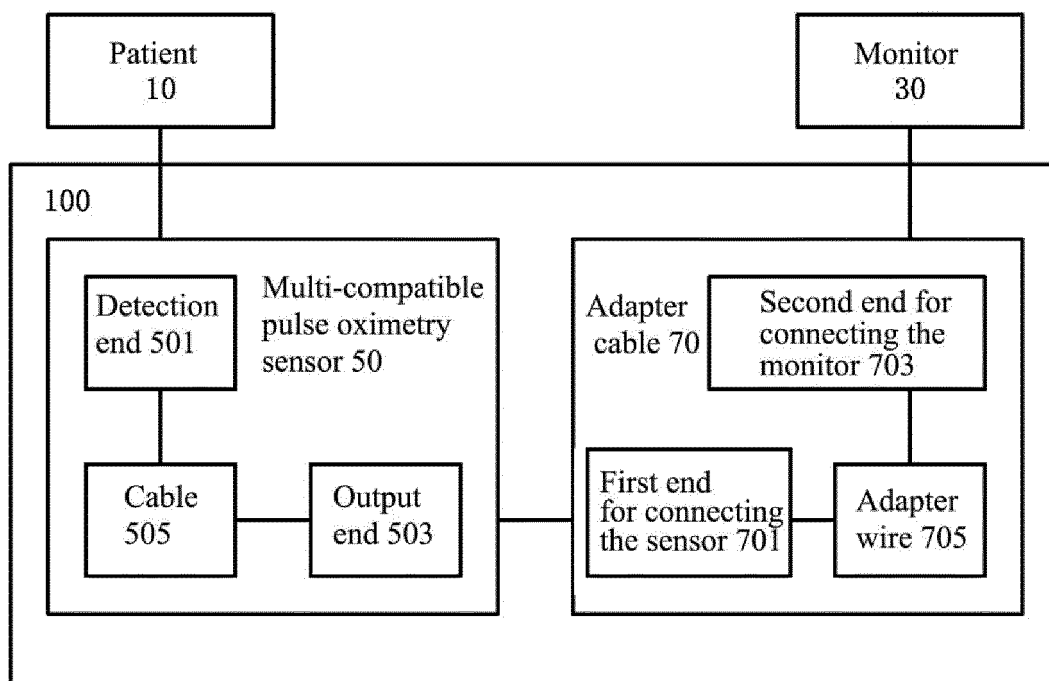 Patient
10
Monitor
30
100
Detection
end 501
Multi-compatible
pulse oximetry
sensor 50
Cable
505
Output
end 503
Adapter
cable 70
Second end for
connecting the
monitor 703
First end
for connecting
the sensor 701
Adapter
wire 705